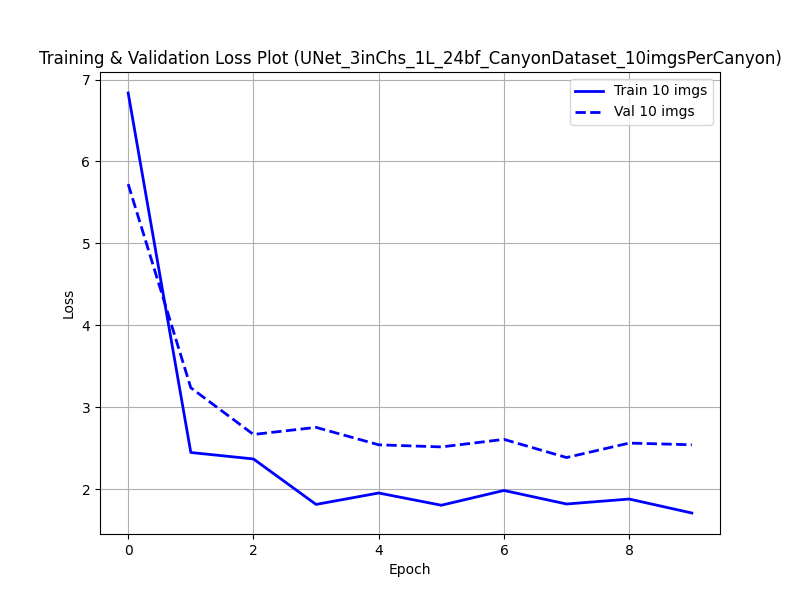 Training & Validation Loss Plot (UNet_3inChs_1L_24bf_CanyonDataset_10imgsPerCanyon)
Train 10 imgs
Val 10 imgs
7
6
5
4
3
2
Loss
0 2 4 6 8
Epoch